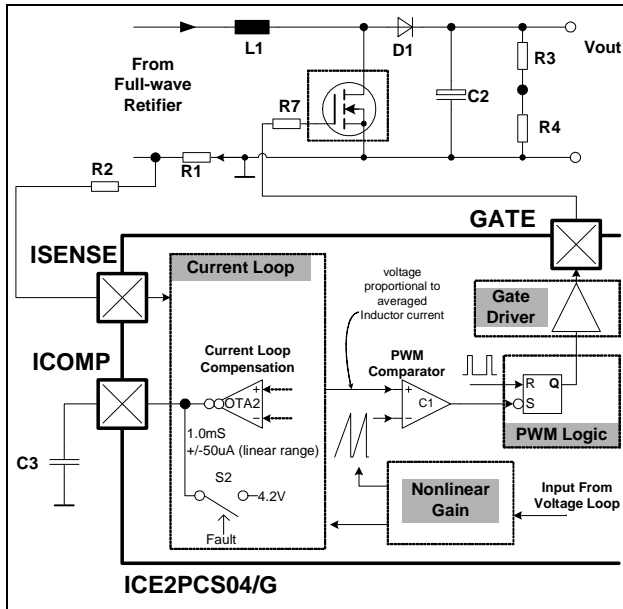 L1
D1
R3
Vout
From
Full-wave
Retifier
R7
C2
R4
R2
R1
GATE
ISENSE
Current Loop
voltage
proportional to
averaged
Inductor current
Gate
Driver
ICOMP
Current Loop
Compensation
PWM
Comparator
+
OTA2
−
+
C1
−
R Q
S
PWM Logic
1.0mS
+/-50uA (linear range)
C3
S2
4.2V
Fault
Nonlinear
Gain
Input From
Voltage Loop
ICE2PCS04/G